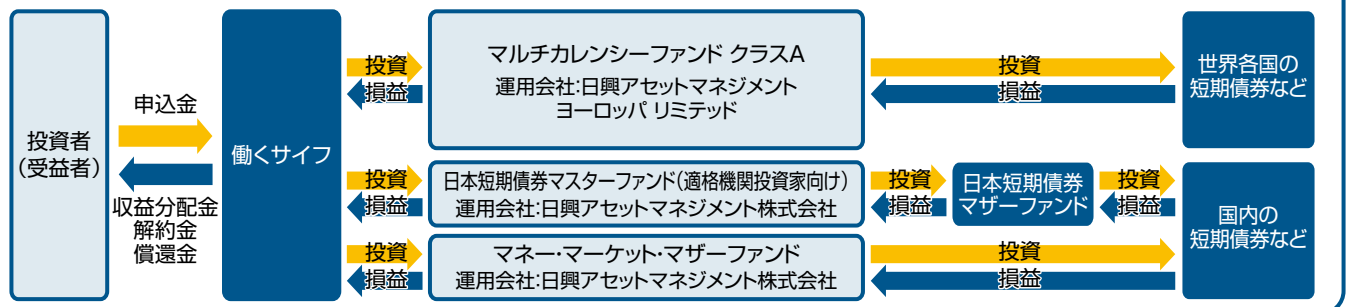 投資者
(受益者)
申込金
収益分配金
解約金
償還金
働くサイフ
投資
損益
マルチカレンシーファンド クラスA
運用会社:日興アセットマネジメント
ヨーロッパ リミテッド
投資
損益
世界各国の
短期債券など
投資
損益
日本短期債券マスターファンド(適格機関投資家向け)
運用会社:日興アセットマネジメント株式会社
投資
損益
日本短期債券
マザーファンド
投資
損益
国内の
短期債券など
投資
損益
マネー・マーケット・マザーファンド
運用会社:日興アセットマネジメント株式会社
投資
損益